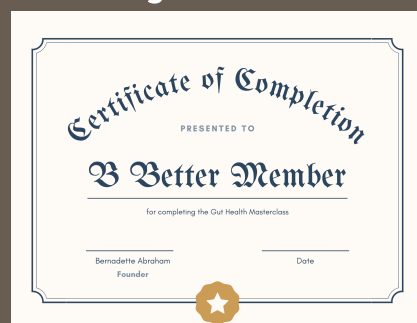 Certificate of Completion
PRESENTED TO
B Better Member
for completing the Gut Health Masterclass
Bernadette Abraham
Date
Founder